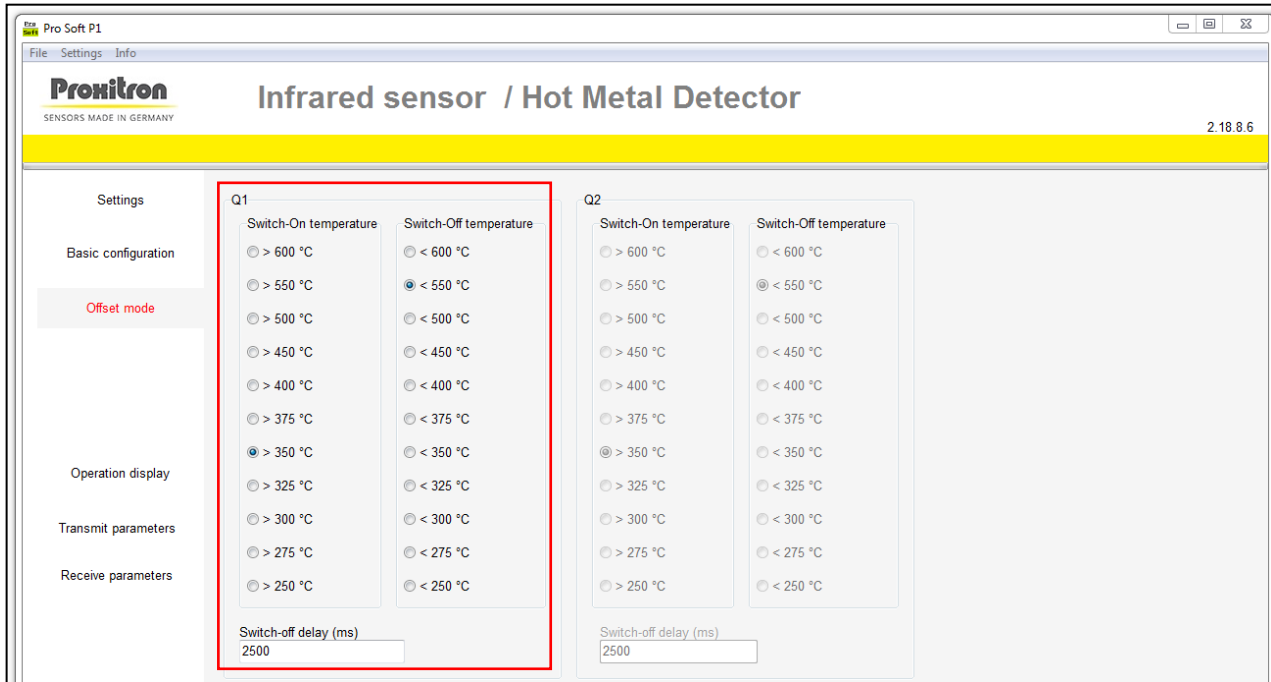 Eco Soft Pro Soft P1
File Settings Info
Proxitron
SENSORS MADE IN GERMANY
Infrared sensor / Hot Metal Detector
2.18.8.6
Settings
Basic configuration
Offset mode
Operation display
Transmit parameters
Receive parameters
Q1
Switch-On temperature
> 600 °C
> 550 °C
> 500 °C
> 450 °C
> 400 °C
> 375 °C
> 350 °C
> 325 °C
> 300 °C
> 275 °C
> 250 °C
Switch-Off temperature
< 600 °C
< 550 °C
< 500 °C
< 450 °C
< 400 °C
< 375 °C
< 350 °C
< 325 °C
< 300 °C
< 275 °C
< 250 °C
Switch-off delay (ms)
2500
Q2
Switch-On temperature
> 600 °C
> 550 °C
> 500 °C
> 450 °C
> 400 °C
> 375 °C
> 350 °C
> 325 °C
> 300 °C
> 275 °C
> 250 °C
Switch-Off temperature
< 600 °C
< 550 °C
< 500 °C
< 450 °C
< 400 °C
< 375 °C
< 350 °C
< 325 °C
< 300 °C
< 275 °C
< 250 °C
Switch-off delay (ms)
2500